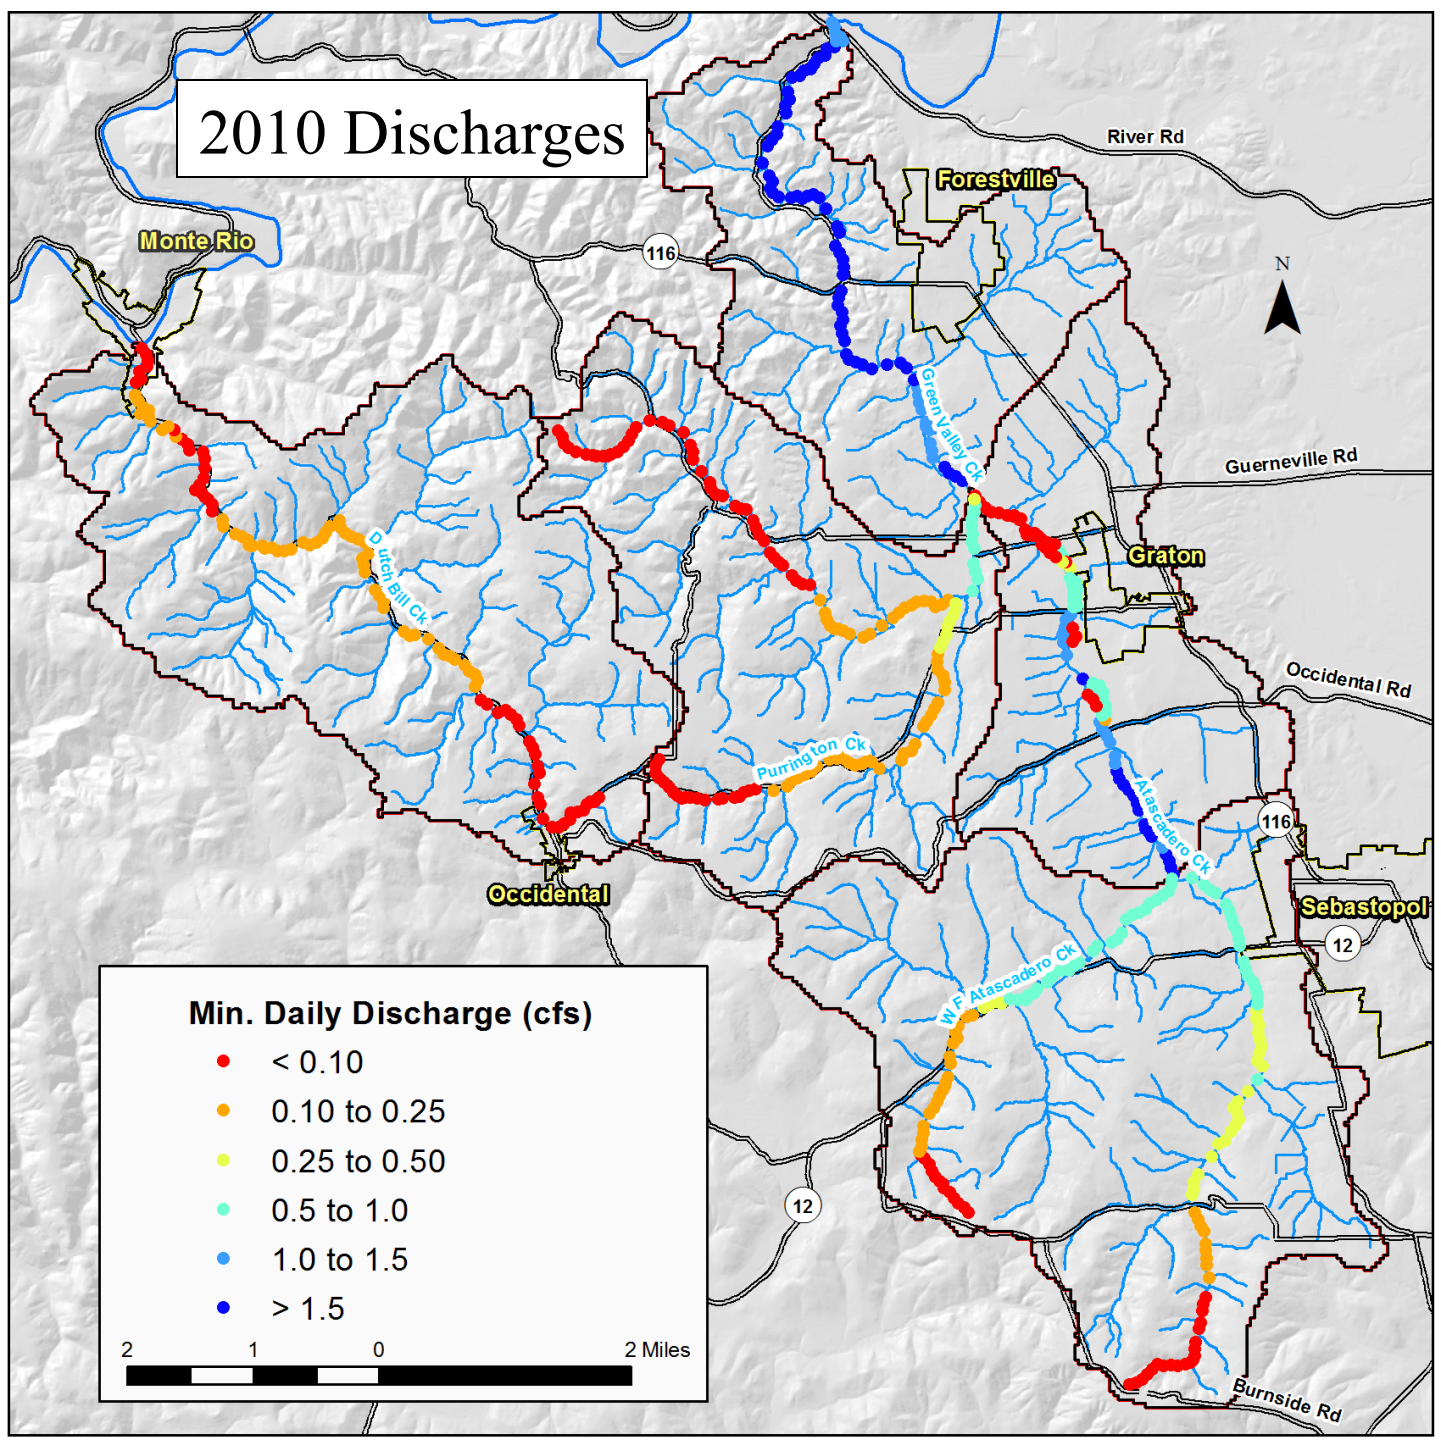 2010 Discharges
River Rd
Forestville
Monte Rio
116
N
Green Valley Ck
Guerneville Rd
Graton
Dutch Bill Ck
Occidental Rd
Purrington Ck
Atascadero Ck
116
Occidental
Sebastopol
12
W F Atascadero Ck
Min. Daily Discharge (cfs)
< 0.10
0.10 to 0.25
0.25 to 0.50
0.5 to 1.0
1.0 to 1.5
> 1.5
2 1 0 2 Miles
12
Burnside Rd